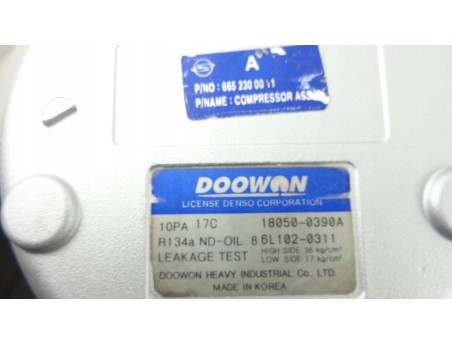 A
P/NO : 665 230 00 11
P/NAME : COMPRESSOR ASS
DOOWON
LICENSE DENSO CORPORATION
10PA 17C 18050-0390A
R134a ND-OIL 8 6L102-0311
LEAKAGE TEST HIGH SIDE 36 kg/cm² LOW SIDE 17 kg/cm²
DOOWON HEAVY INDUSTRIAL Co., LTD.
MADE IN KOREA